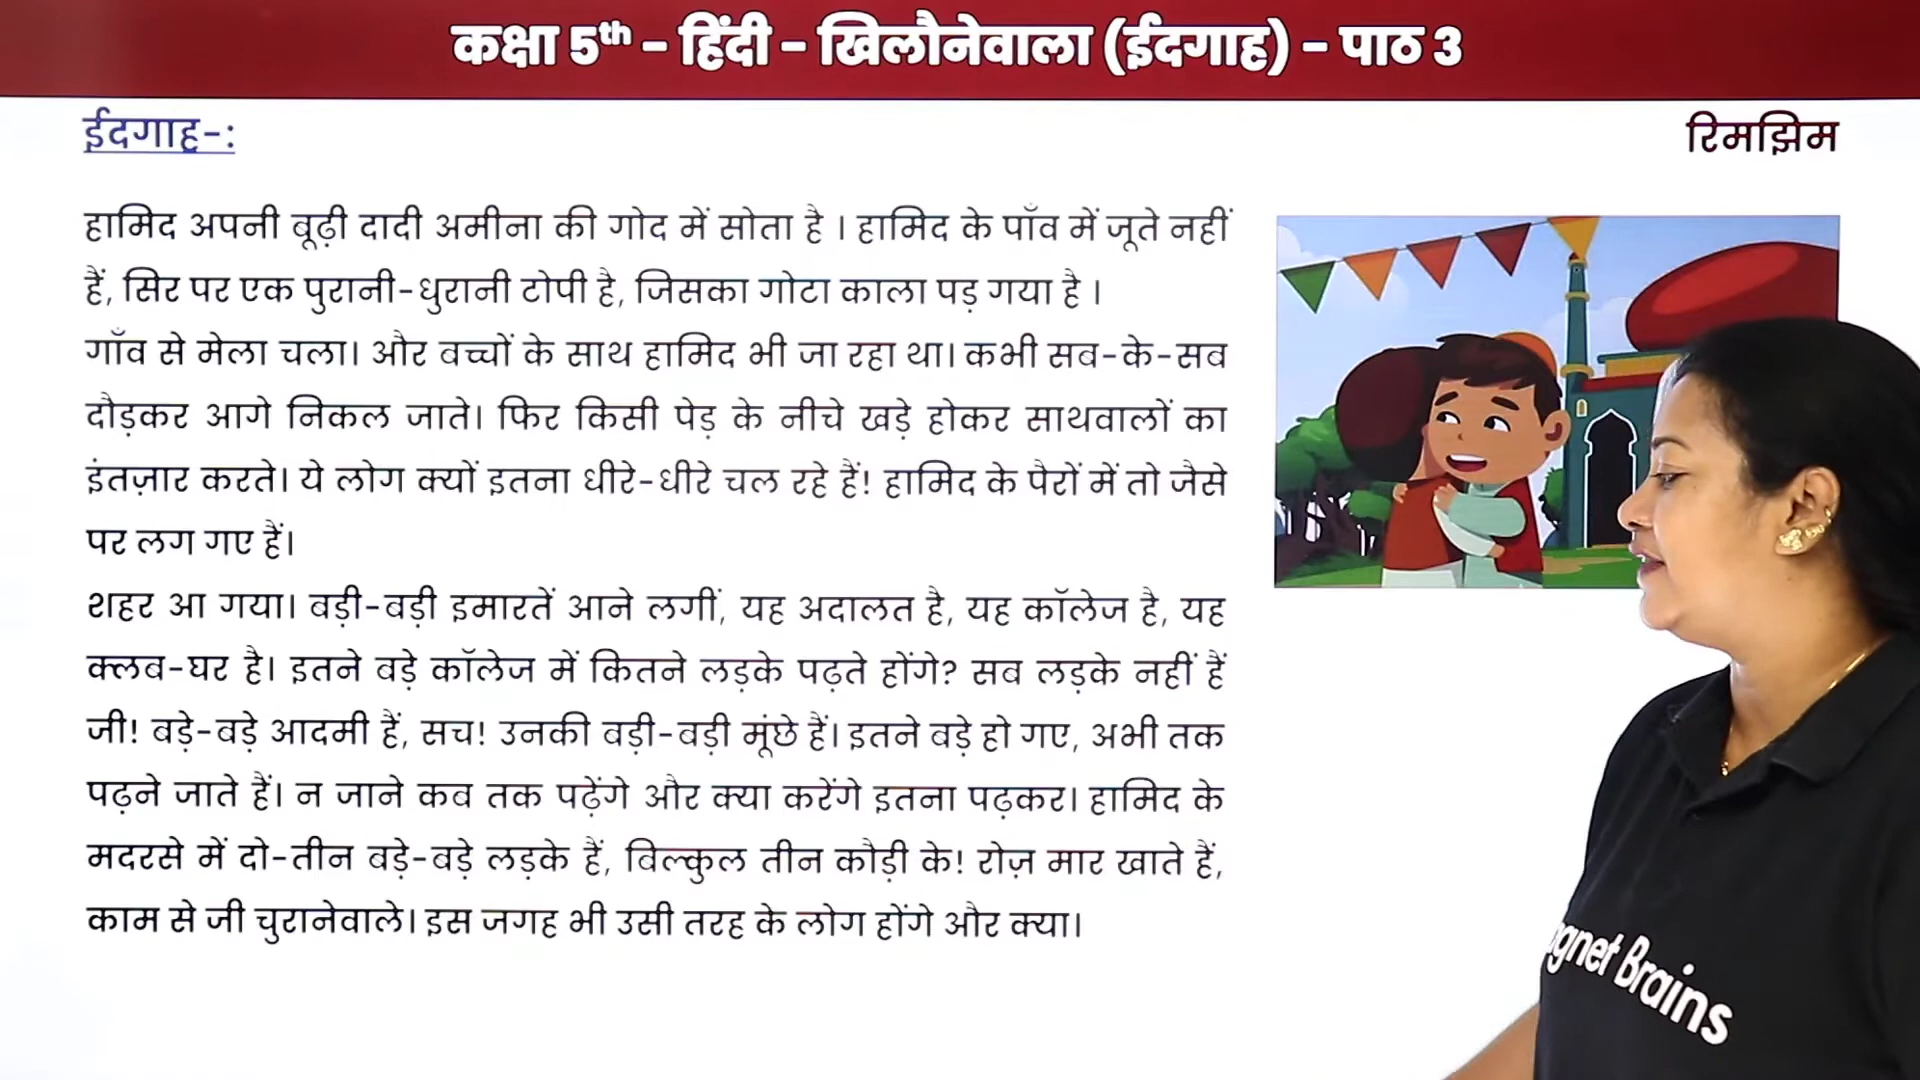 कक्षा 5th - हिंदी - खिलौनेवाला (ईदगाह) - पाठ 3
ईदगाह-:
रिमझिम
हामिद अपनी बूढ़ी दादी अमीना की गोद में सोता है । हामिद के पाँव में जूते नहीं
हैं, सिर पर एक पुरानी-धुरानी टोपी है, जिसका गोटा काला पड़ गया है ।
गाँव से मेला चला। और बच्चों के साथ हामिद भी जा रहा था। कभी सब-के-सब
दौड़कर आगे निकल जाते। फिर किसी पेड़ के नीचे खड़े होकर साथवालों का
इंतज़ार करते। ये लोग क्यों इतना धीरे-धीरे चल रहे हैं! हामिद के पैरों में तो जैसे
पर लग गए हैं।
शहर आ गया। बड़ी-बड़ी इमारतें आने लगीं, यह अदालत है, यह कॉलेज है, यह
क्लब-घर है। इतने बड़े कॉलेज में कितने लड़के पढ़ते होंगे? सब लड़के नहीं हैं
जी! बड़े-बड़े आदमी हैं, सच! उनकी बड़ी-बड़ी मूंछे हैं। इतने बड़े हो गए, अभी तक
पढ़ने जाते हैं। न जाने कब तक पढ़ेंगे और क्या करेंगे इतना पढ़कर। हामिद के
मदरसे में दो-तीन बड़े-बड़े लड़के हैं, बिल्कुल तीन कौड़ी के! रोज़ मार खाते हैं,
काम से जी चुरानेवाले। इस जगह भी उसी तरह के लोग होंगे और क्या।
gnet Brains